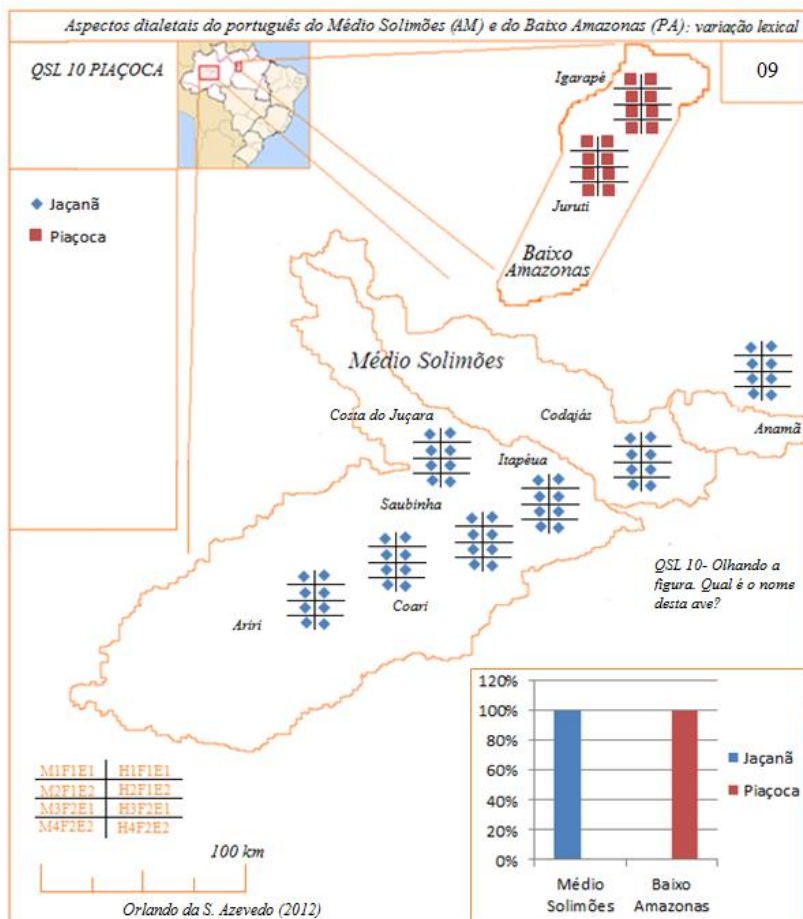 Aspectos dialetais do português do Médio Solimões (AM) e do Baixo Amazonas (PA): variação lexical
QSL 10 PIAÇOCA
09
Igarapé
Jaçanã
Piaçoca
Juruti
Baixo
Amazonas
Médio Solimões
Costa do Juçara
Codajás
Anamã
Itapéua
Saubinha
QSL 10- Olhando a
figura. Qual é o nome
desta ave?
Coari
Ariri
120%
100%
80%
60%
40%
20%
0%
Jaçanã
Piaçoca
Médio
Solimões
Baixo
Amazonas
M1F1E1 H1F1E1
M2F1E2 H2F1E2
M3F2E1 H3F2E1
M4F2E2 H4F2E2
100 km
Orlando da S. Azevedo (2012)